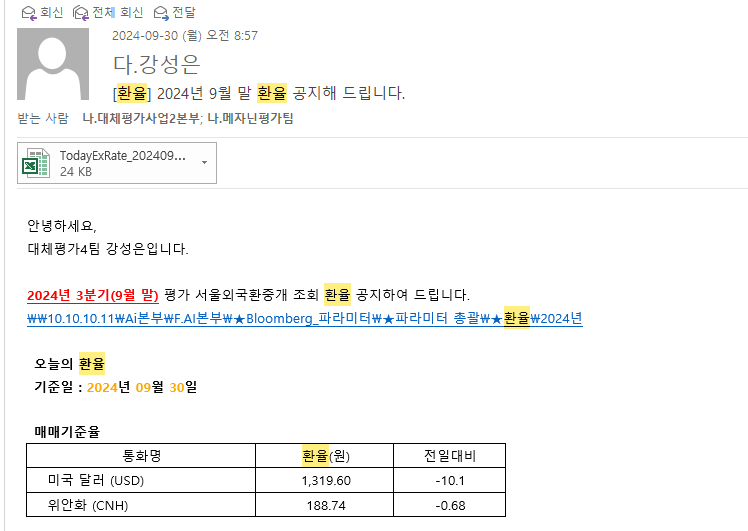 회신 전체 회신 전달
2024-09-30 (월) 오전 8:57
다.강성은
[환율] 2024년 9월 말 환율 공지해 드립니다.
받는 사람 다.대체평가사업2본부; 다.메자닌평가팀
TodayExRate_202409...
24 KB
안녕하세요,
대체평가4팀 강성은입니다.
2024년 3분기(9월 말) 평가 서울외국환중개 조회 환율 공지하여 드립니다.
₩₩10.10.10.11₩Ai본부₩F.AI본부₩★Bloomberg_파라미터₩★파라미터 총괄₩★환율₩2024년
오늘의 환율
기준일 : 2024년 09월 30일
매매기준율
통화명 환율(원) 전일대비
미국 달러 (USD) 1,319.60 -10.1
위안화 (CNH) 188.74 -0.68